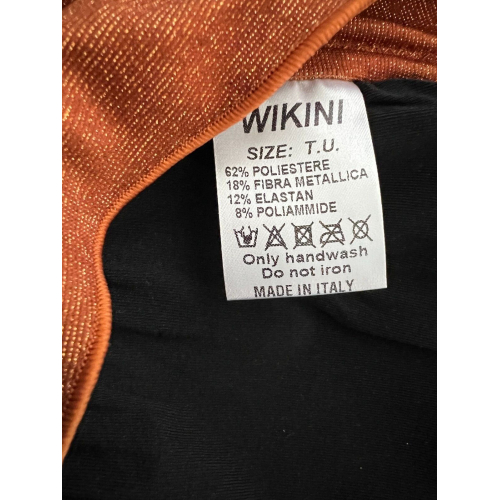 WIKINI
SIZE: T.U.
62% POLIESTERE
18% FIBRA METALLICA
12% ELASTAN
8% POLIAMMIDE
Only handwash
Do not iron
MADE IN ITALY